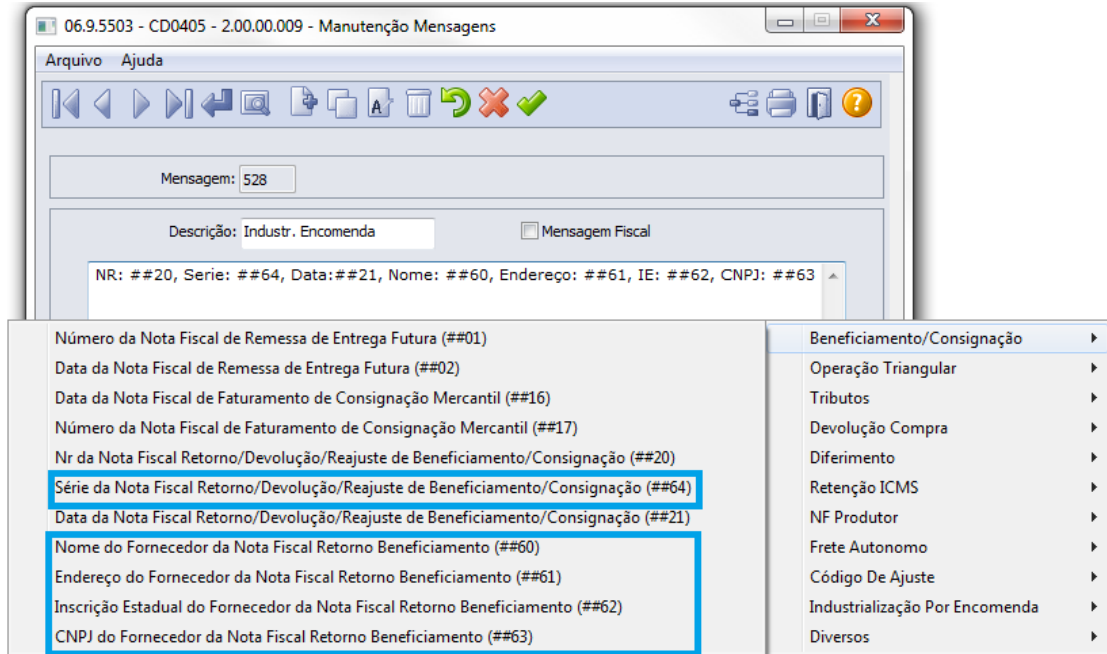 06.9.5503 - CD0405 - 2.00.00.009 - Manutenção Mensagens
Arquivo Ajuda
Mensagem: 528
Descrição: Industr. Encomenda Mensagem Fiscal
NR: ##20, Serie: ##64, Data:##21, Nome: ##60, Endereço: ##61, IE: ##62, CNPJ: ##63
Número da Nota Fiscal de Remessa de Entrega Futura (##01)
Data da Nota Fiscal de Remessa de Entrega Futura (##02)
Data da Nota Fiscal de Faturamento de Consignação Mercantil (##16)
Número da Nota Fiscal de Faturamento de Consignação Mercantil (##17)
Nr da Nota Fiscal Retorno/Devolução/Reajuste de Beneficiamento/Consignação (##20)
Série da Nota Fiscal Retorno/Devolução/Reajuste de Beneficiamento/Consignação (##64)
Data da Nota Fiscal Retorno/Devolução/Reajuste de Beneficiamento/Consignação (##21)
Nome do Fornecedor da Nota Fiscal Retorno Beneficiamento (##60)
Endereço do Fornecedor da Nota Fiscal Retorno Beneficiamento (##61)
Inscrição Estadual do Fornecedor da Nota Fiscal Retorno Beneficiamento (##62)
CNPJ do Fornecedor da Nota Fiscal Retorno Beneficiamento (##63)
Beneficiamento/Consignação
Operação Triangular
Tributos
Devolução Compra
Diferimento
Retenção ICMS
NF Produtor
Frete Autonomo
Código De Ajuste
Industrialização Por Encomenda
Diversos